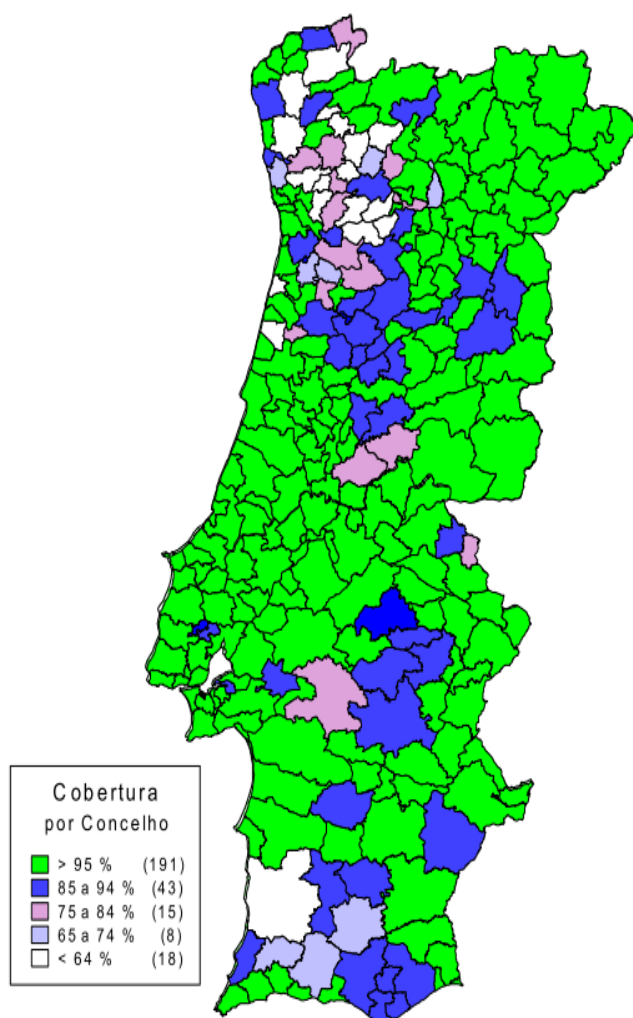 Cobertura
por Concelho
> 95 % (191)
85 a 94 % (43)
75 a 84 % (15)
65 a 74 % (8)
< 64 % (18)